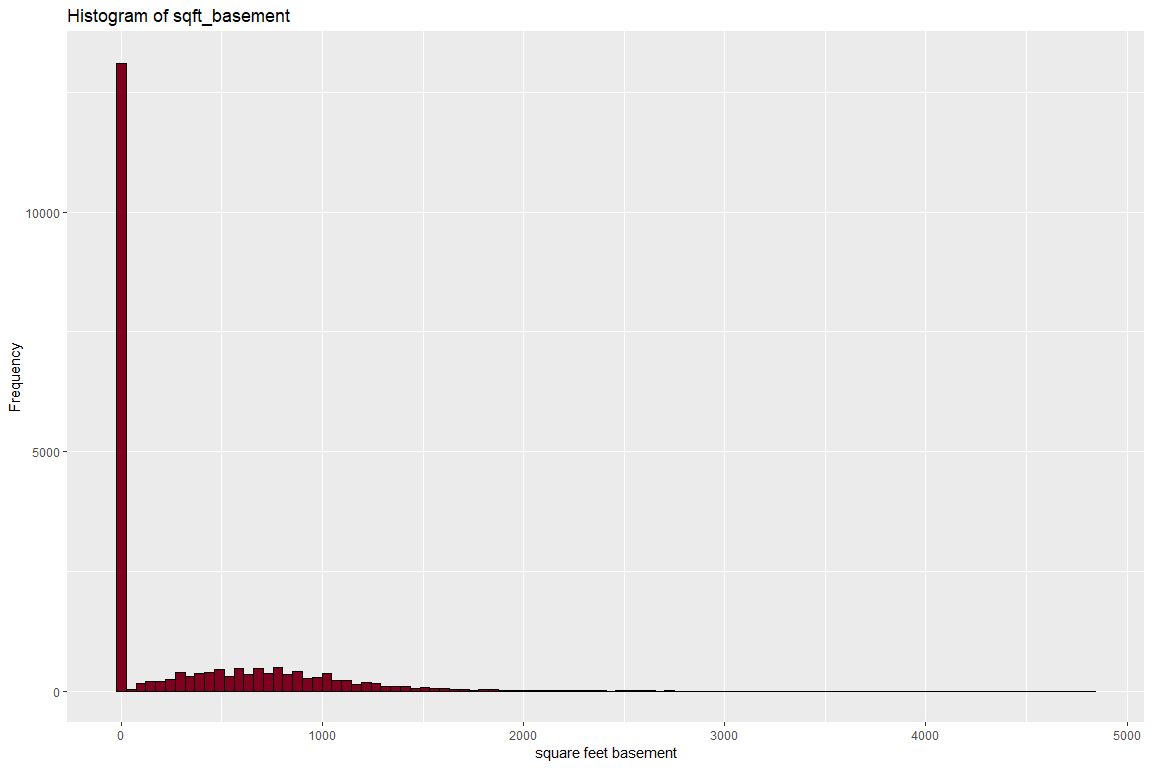 Histogram of sqft_basement
10000
5000
0
Frequency
0 1000 2000 3000 4000 5000
square feet basement